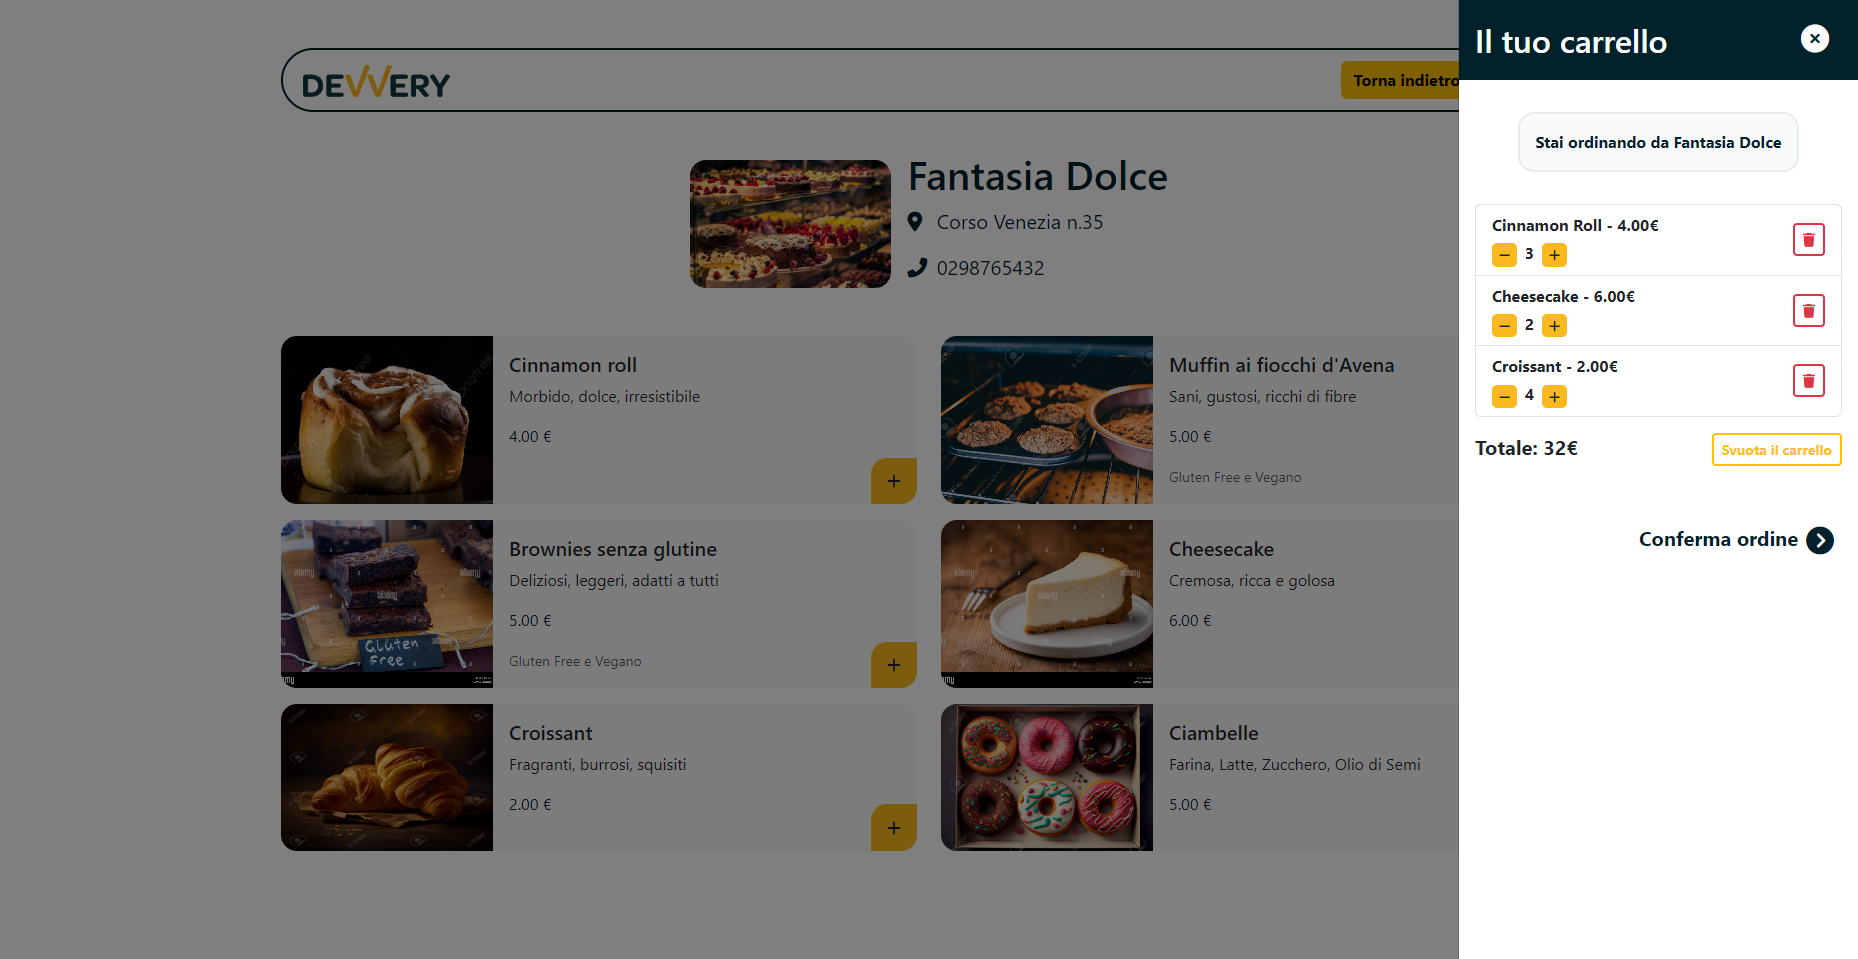 DEVVERY
Torna indietro
Fantasia Dolce
Corso Venezia n.35
0298765432
Cinnamon roll
Morbido, dolce, irresistibile
4.00 €
+
Muffin ai fiocchi d'Avena
Sani, gustosi, ricchi di fibre
5.00 €
Gluten Free e Vegano
Brownies senza glutine
Deliziosi, leggeri, adatti a tutti
5.00 €
Gluten Free e Vegano
+
Gluten
Free
alamy
Cheesecake
Cremosa, ricca e golosa
6.00 €
alamy
Croissant
Fragranti, burrosi, squisiti
2.00 €
+
Ciambelle
Farina, Latte, Zucchero, Olio di Semi
5.00 €
Il tuo carrello
Stai ordinando da Fantasia Dolce
Cinnamon Roll - 4.00€
− 3 +
Cheesecake - 6.00€
− 2 +
Croissant - 2.00€
− 4 +
Totale: 32€
Svuota il carrello
Conferma ordine